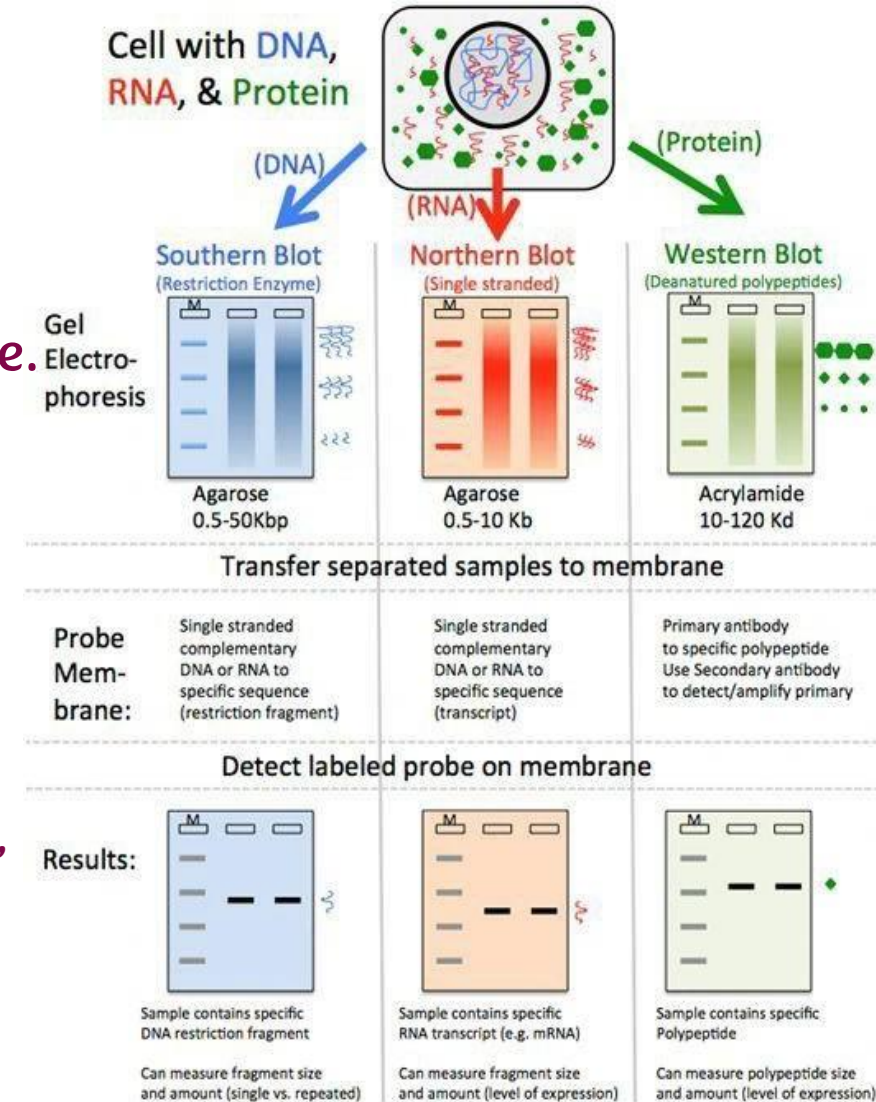 Cell with DNA,
RNA, & Protein
(DNA)
(RNA)
(Protein)
Southern Blot
(Restriction Enzyme)
Northern Blot
(Single stranded)
Western Blot
(Deanatured polypeptides)
e.
Gel
Electro-
phoresis
M
M
M
Agarose
0.5-50Kbp
Agarose
0.5-10 Kb
Acrylamide
10-120 Kd
Transfer separated samples to membrane
Probe
Mem-
brane:
Single stranded
complementary
DNA or RNA to
specific sequence
(restriction fragment)
Single stranded
complementary
DNA or RNA to
specific sequence
(transcript)
Primary antibody
to specific polypeptide
Use Secondary antibody
to detect/amplify primary
Detect labeled probe on membrane
,
Results:
M
M
M
Sample contains specific
DNA restriction fragment
Can measure fragment size
and amount (single vs. repeated)
Sample contains specific
RNA transcript (e.g. mRNA)
Can measure fragment size
and amount (level of expression)
Sample contains specific
Polypeptide
Can measure polypeptide size
and amount (level of expression)